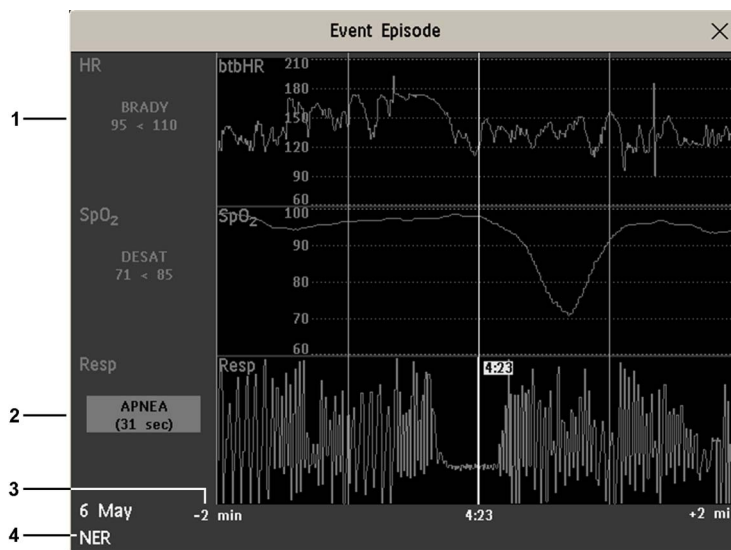 Event Episode
HR
btbHR
210
BRADY
95 < 110
180
1
150
120
90
60
SpO2
SpO2
100
90
DESAT
71 < 85
80
70
60
Resp
Resp
4:23
APNEA
(31 sec)
2
3
6 May
-2 min
4:23
+2 mi
4
NER